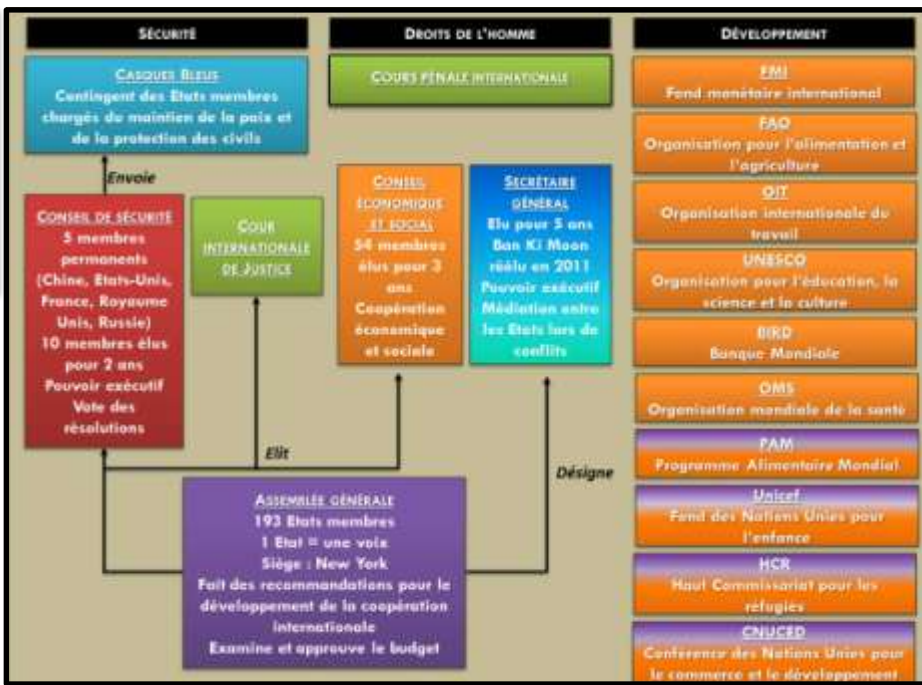 SÉCURITÉ
CASQUES BLEUS
Contingent des Etats membres
chargés du maintien de la paix et
de la protection des civils
Envoie
CONSEIL DE SÉCURITÉ
5 membres
permanents
(Chine, Etats-Unis,
France, Royaume
Unis, Russie)
10 membres élus
pour 2 ans
Pouvoir exécutif
Vote des
résolutions
DROITS DE L'HOMME
COURS PÉNALE INTERNATIONALE
COUR
INTERNATIONALE
DE JUSTICE
CONSEIL
ÉCONOMIQUE
ET SOCIAL
54 membres
élus pour 3
ans
Coopération
économique
et sociale
SECRÉTAIRE
GÉNÉRAL
Elu pour 5 ans
Ban Ki Moon
réélu en 2011
Pouvoir exécutif
Médiation entre
les Etats lors de
conflits
Elit
Désigne
ASSEMBLÉE GÉNÉRALE
193 Etats membres
1 Etat = une voix
Siège : New York
Fait des recommandations pour le
développement de la coopération
internationale
Examine et approuve le budget
DÉVELOPPEMENT
FMI
Fond monétaire international
FAO
Organisation pour l'alimentation et
l'agriculture
OIT
Organisation internationale du
travail
UNESCO
Organisation pour l'éducation, la
science et la culture
BIRD
Banque Mondiale
OMS
Organisation mondiale de la santé
PAM
Programme Alimentaire Mondial
Unicef
Fond des Nations Unies pour
l'enfance
HCR
Haut Commissariat pour les
réfugies
CNUCED
Conférence des Nations Unies pour
le commerce et le développement